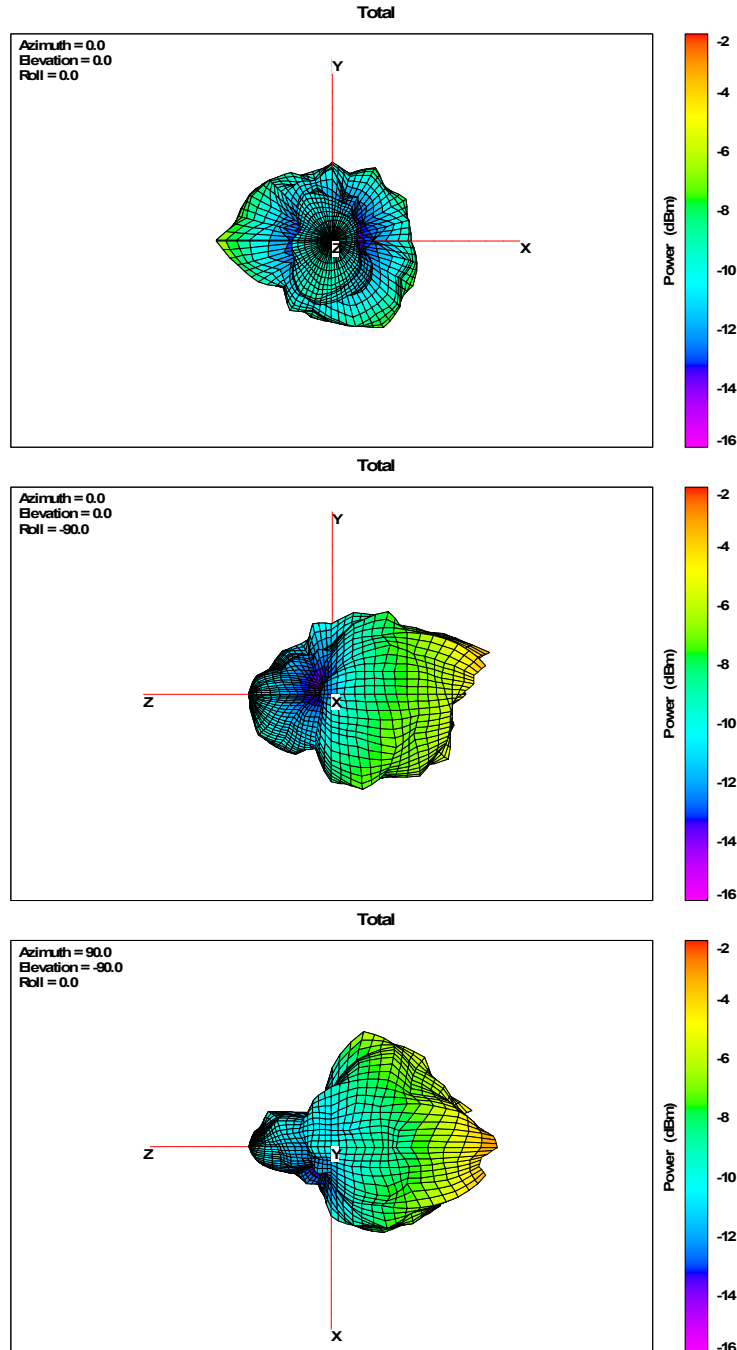 Total
Azimuth = 0.0
Elevation = 0.0
Roll = 0.0
Y
Z
X
-2
-4
-6
-8
-10
-12
-14
-16
Power (dBm)
Total
Azimuth = 0.0
Elevation = 0.0
Roll = -90.0
Y
Z
X
-2
-4
-6
-8
-10
-12
-14
-16
Power (dBm)
Total
Azimuth = 90.0
Elevation = -90.0
Roll = 0.0
Z
Y
X
-2
-4
-6
-8
-10
-12
-14
-16
Power (dBm)